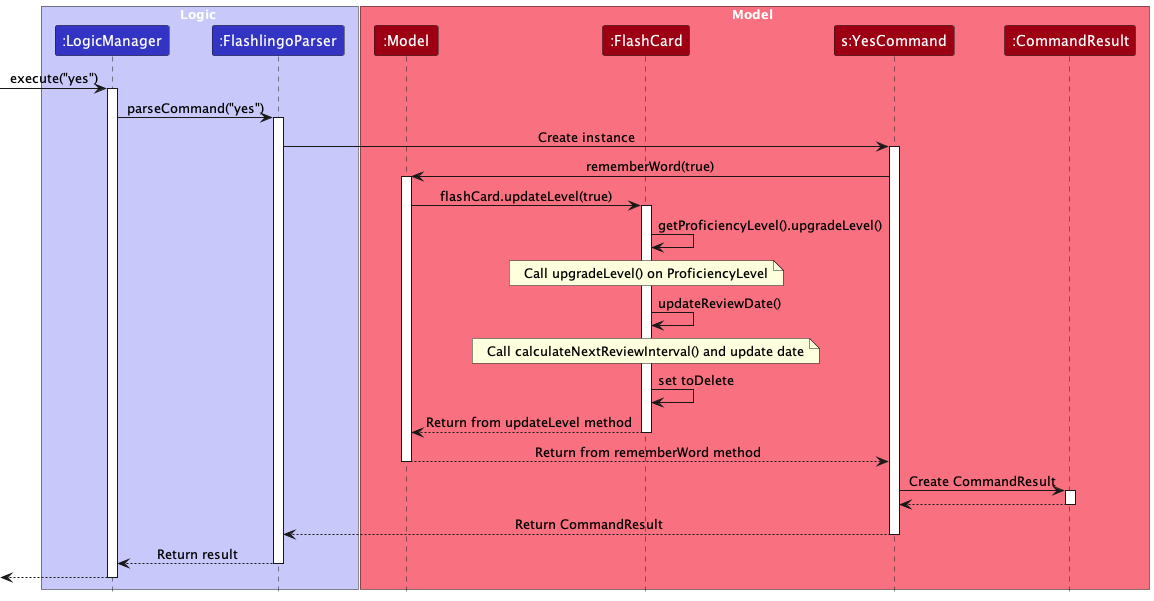 Logic
Model
:LogicManager
:FlashlingoParser
:Model
:FlashCard
s:YesCommand
:CommandResult
execute("yes")
parseCommand("yes")
Create instance
rememberWord(true)
flashCard.updateLevel(true)
getProficiencyLevel().upgradeLevel()
Call upgradeLevel() on ProficiencyLevel
updateReviewDate()
Call calculateNextReviewInterval() and update date
set toDelete
Return from updateLevel method
Return from rememberWord method
Create CommandResult
Return CommandResult
Return result